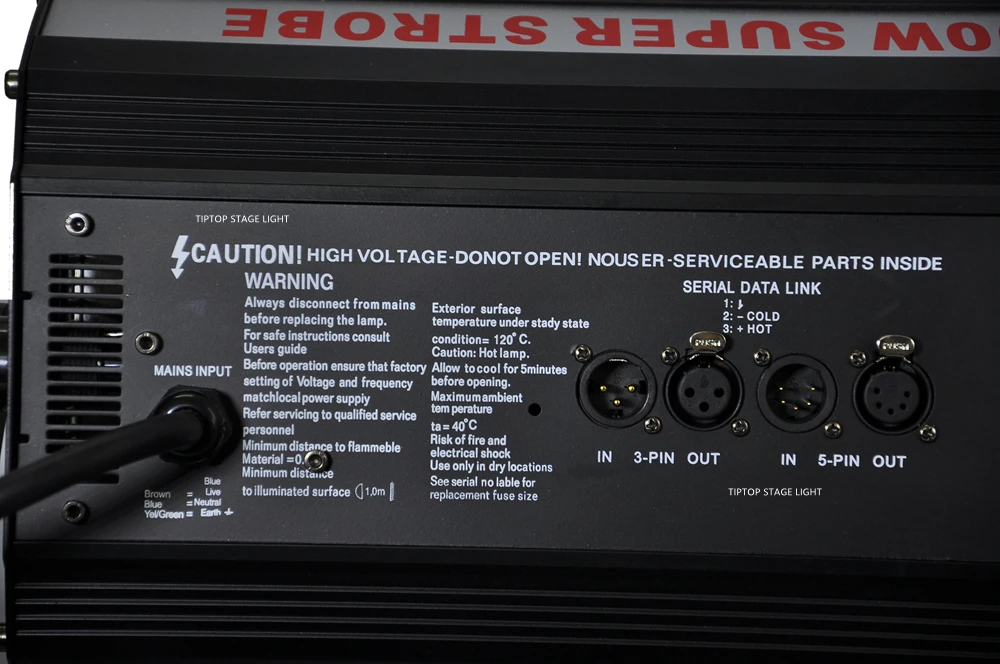 OW SUPER STROBE
TIPTOP STAGE LIGHT
CAUTION! HIGH VOLTAGE-DONOT OPEN! NOUSER-SERVICEABLE PARTS INSIDE
WARNING
Always disconnect from mains
before replacing the lamp.
For safe instructions consult
Users guide
Before operation ensure that factory
setting of Voltage and frequency
matchlocal power supply
Refer servicing to qualified service
personnel
Minimum distance to flammeble
Material =0.
Minimum distance
to illuminated surface 1,0m
Exterior surface
temperature under stady state
condition= 120°C.
Caution: Hot lamp.
Allow to cool for 5minutes
before opening.
Maximum ambient
temperature
ta=40°C
Risk of fire and
electrical shock
Use only in dry locations
See serial no lable for
replacement fuse size
SERIAL DATA LINK
1:
2: - COLD
3: + HOT
PUSH
PUSH
IN 3-PIN OUT
IN 5-PIN OUT
TIPTOP STAGE LIGHT
MAINS INPUT
Blue
Brown = Live
Blue = Neutral
Yel/Green = Earth